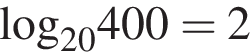 log₂₀400 = 2